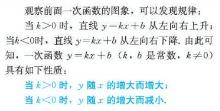 观察前面一次函数的图象,可以发现规律:
当k>0时,直线y=kx+b从左向右上升;
当k<0时,直线y=kx+b从左向右下降.由此可
知,一次函数y=kx+b(k,b是常数,k≠0)
具有如下性质:
当k>0时,y随x的增大而增大;
当k<0时,y随x的增大而减小.